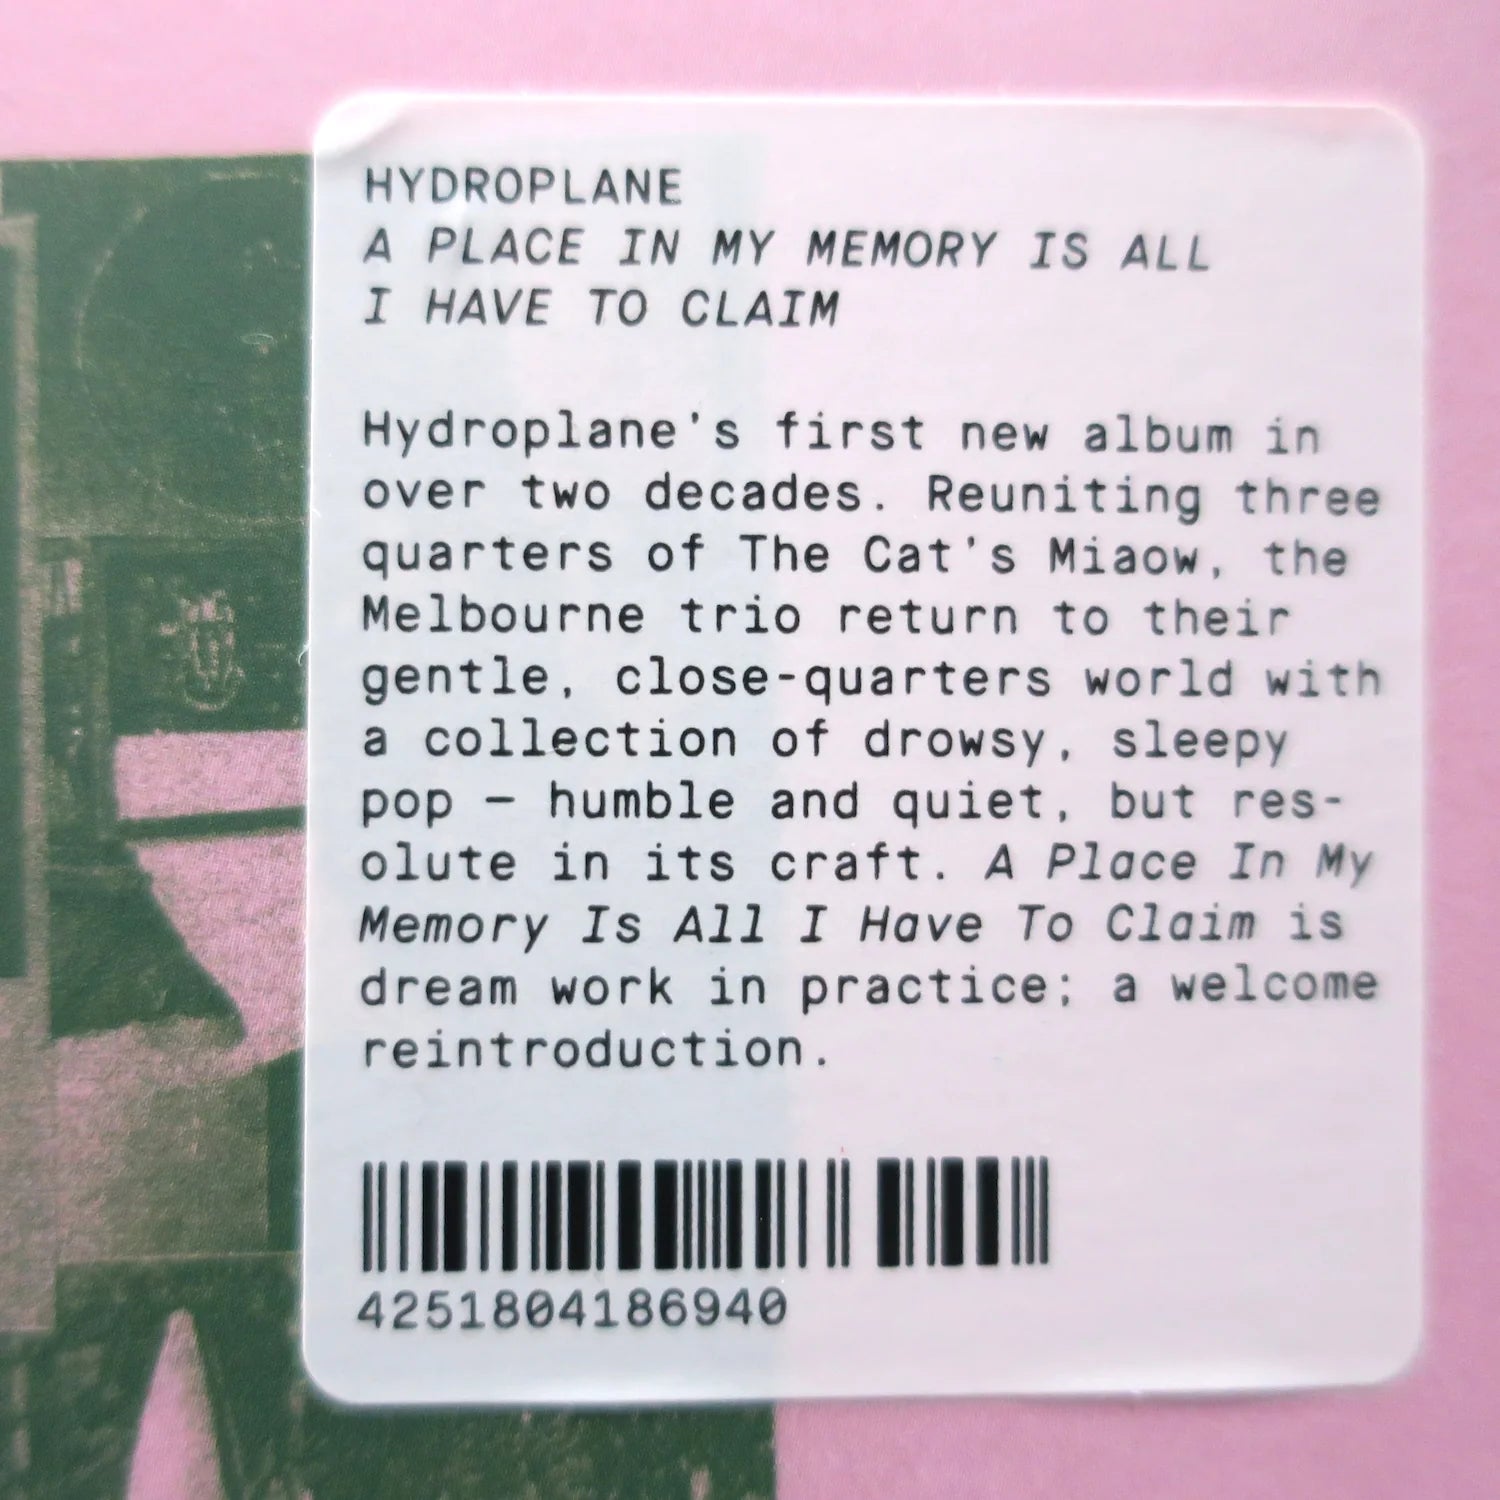 HYDROPLANE
A PLACE IN MY MEMORY IS ALL
I HAVE TO CLAIM
Hydroplane's first new album in
over two decades. Reuniting three
quarters of The Cat's Miaow, the
Melbourne trio return to their
gentle, close-quarters world with
a collection of drowsy, sleepy
pop – humble and quiet, but res-
olute in its craft. A Place In My
Memory Is All I Have To Claim is
dream work in practice; a welcome
reintroduction.
4251804186940